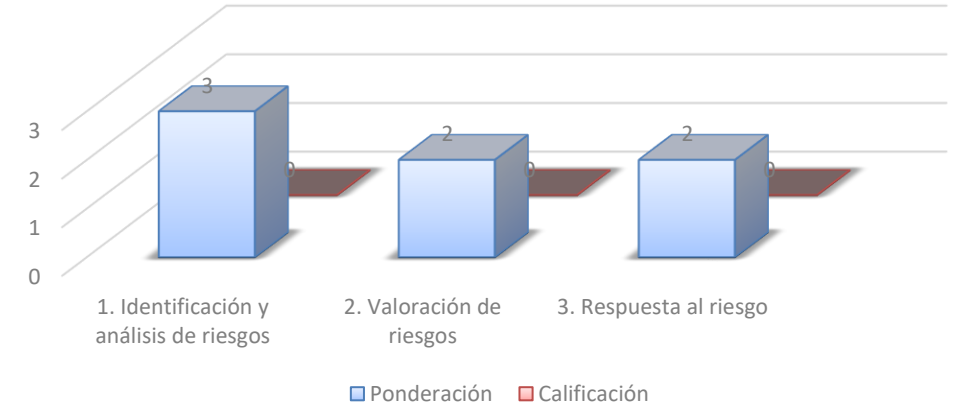 3
2
1
0
3
0
2
0
2
0
1. Identificación y
análisis de riesgos
2. Valoración de
riesgos
3. Respuesta al riesgo
Ponderación
Calificación